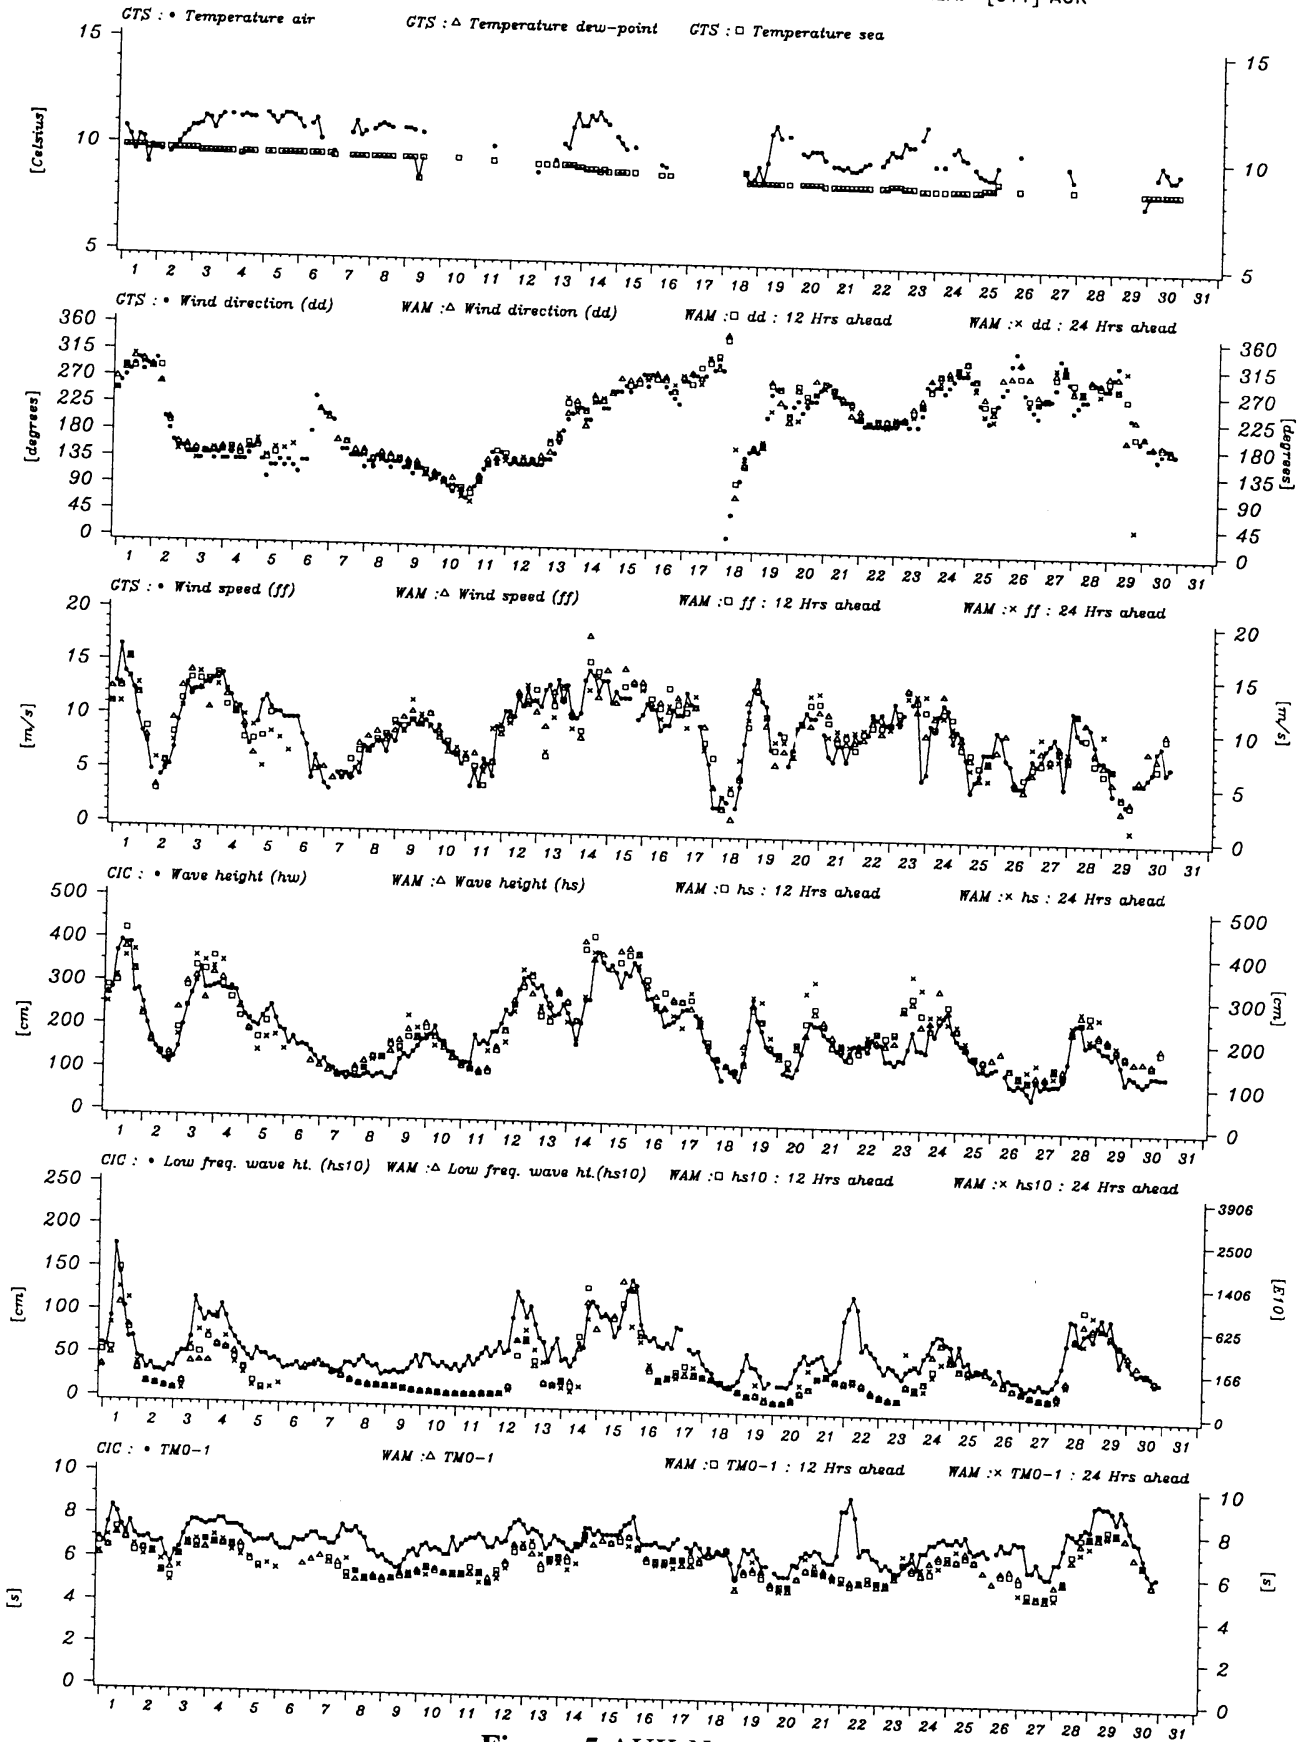 [GTT] AUK
GTS : • Temperature air GTS : △ Temperature dew-point GTS : □ Temperature sea
15
10
5
[Celsius]
15
10
5
1 2 3 4 5 6 7 8 9 10 11 12 13 14 15 16 17 18 19 20 21 22 23 24 25 26 27 28 29 30 31
GTS : • Wind direction (dd) WAM :△ Wind direction (dd) WAM :□ dd : 12 Hrs ahead WAM :× dd : 24 Hrs ahead
360
315
270
225
180
135
90
45
0
[degrees]
360
315
270
225
180
135
90
45
0
[degrees]
1 2 3 4 5 6 7 8 9 10 11 12 13 14 15 16 17 18 19 20 21 22 23 24 25 26 27 28 29 30 31
GTS : • Wind speed (ff) WAM :△ Wind speed (ff) WAM :□ ff : 12 Hrs ahead WAM :× ff : 24 Hrs ahead
20
15
10
5
0
[m/s]
20
15
10
5
0
[m/s]
1 2 3 4 5 6 7 8 9 10 11 12 13 14 15 16 17 18 19 20 21 22 23 24 25 26 27 28 29 30 31
CIC : • Wave height (hw) WAM :△ Wave height (hs) WAM :□ hs : 12 Hrs ahead WAM :× hs : 24 Hrs ahead
500
400
300
200
100
0
[cm]
500
400
300
200
100
0
[cm]
1 2 3 4 5 6 7 8 9 10 11 12 13 14 15 16 17 18 19 20 21 22 23 24 25 26 27 28 29 30 31
CIC : • Low freq. wave ht. (hs10) WAM :△ Low freq. wave ht.(hs10) WAM :□ hs10 : 12 Hrs ahead WAM :× hs10 : 24 Hrs ahead
250
200
150
100
50
0
[cm]
3906
2500
1406
625
166
0
[E10]
1 2 3 4 5 6 7 8 9 10 11 12 13 14 15 16 17 18 19 20 21 22 23 24 25 26 27 28 29 30 31
CIC : • TM0-1 WAM :△ TM0-1 WAM :□ TM0-1 : 12 Hrs ahead WAM :× TM0-1 : 24 Hrs ahead
10
8
6
4
2
0
[s]
10
8
6
4
2
0
[s]
1 2 3 4 5 6 7 8 9 10 11 12 13 14 15 16 17 18 19 20 21 22 23 24 25 26 27 28 29 30 31